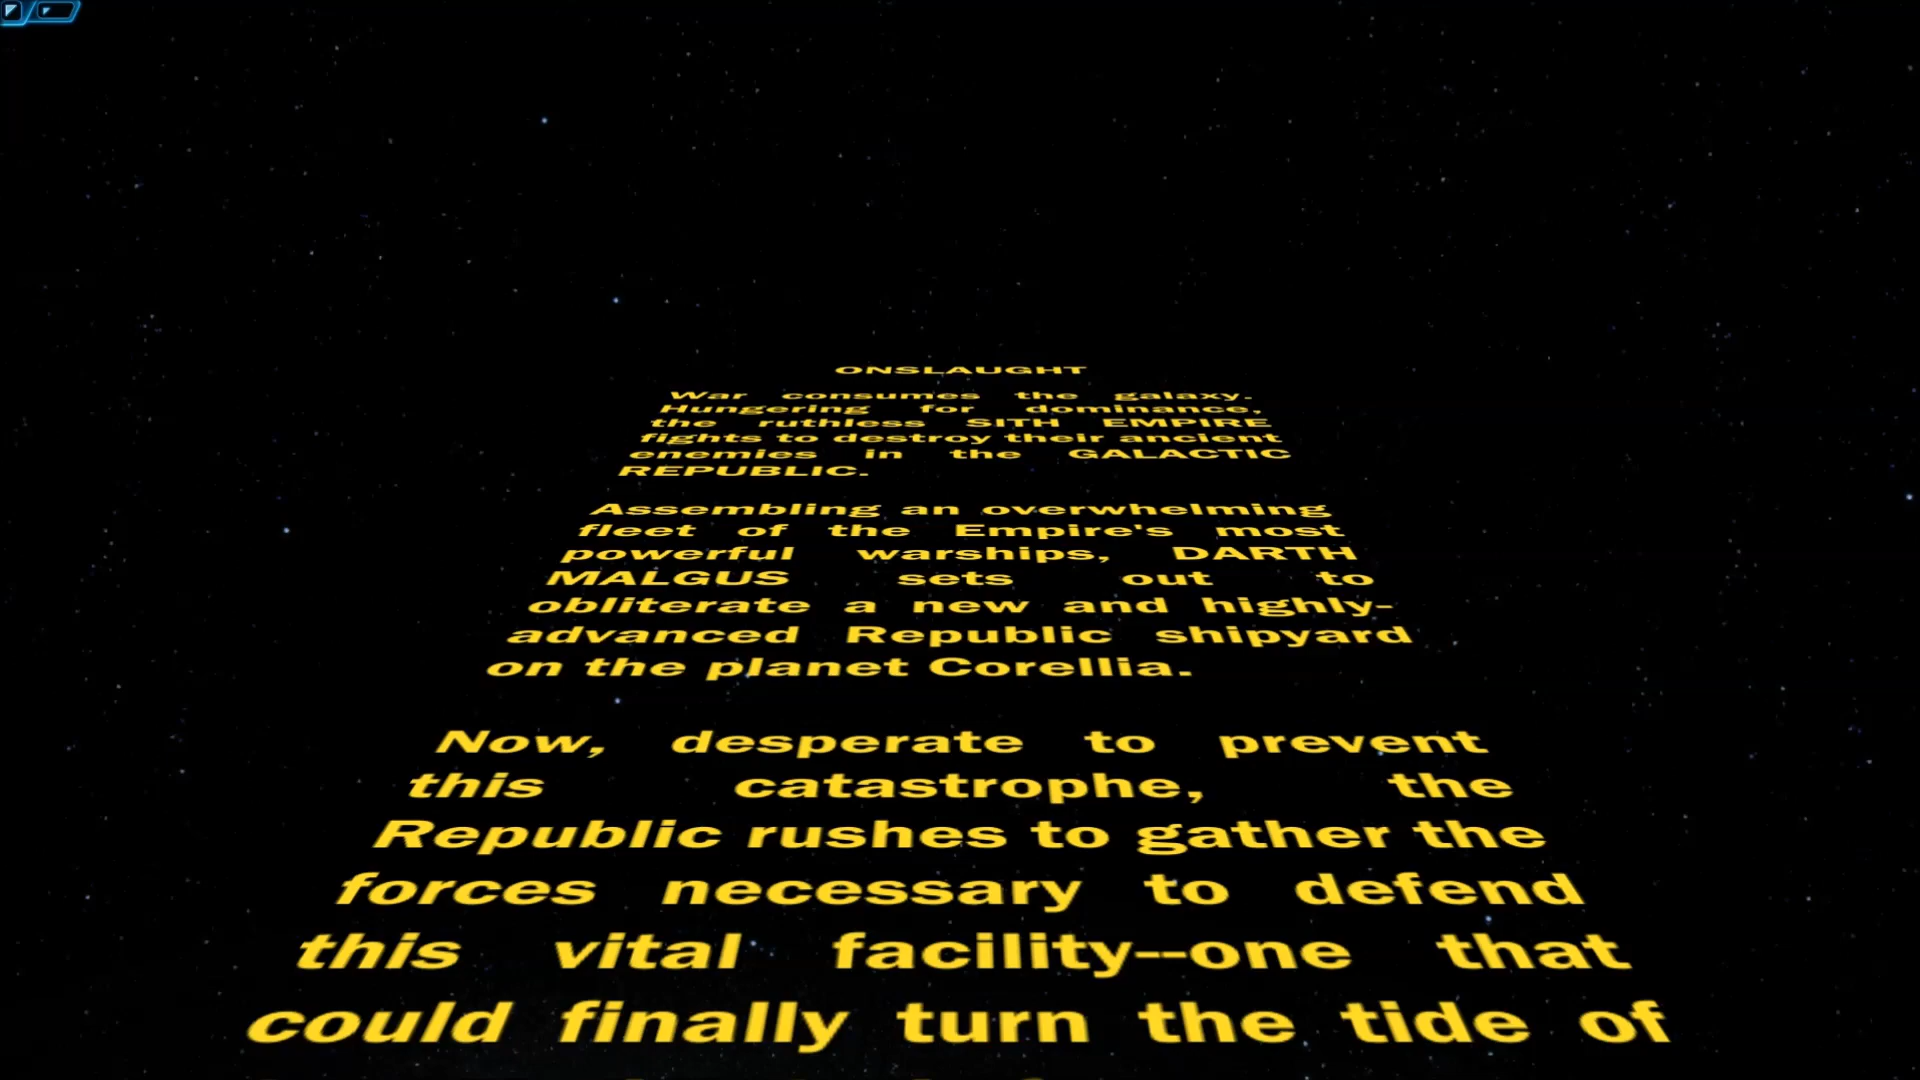 ONSLAUGHT
War consumes the galaxy.
Hungering for dominance,
the ruthless SITH EMPIRE
fights to destroy their ancient
enemies in the GALACTIC
REPUBLIC.
Assembling an overwhelming
fleet of the Empire's most
powerful warships, DARTH
MALGUS sets out to
obliterate a new and highly-
advanced Republic shipyard
on the planet Corellia.
Now, desperate to prevent
this catastrophe, the
Republic rushes to gather the
forces necessary to defend
this vital facility--one that
could finally turn the tide of